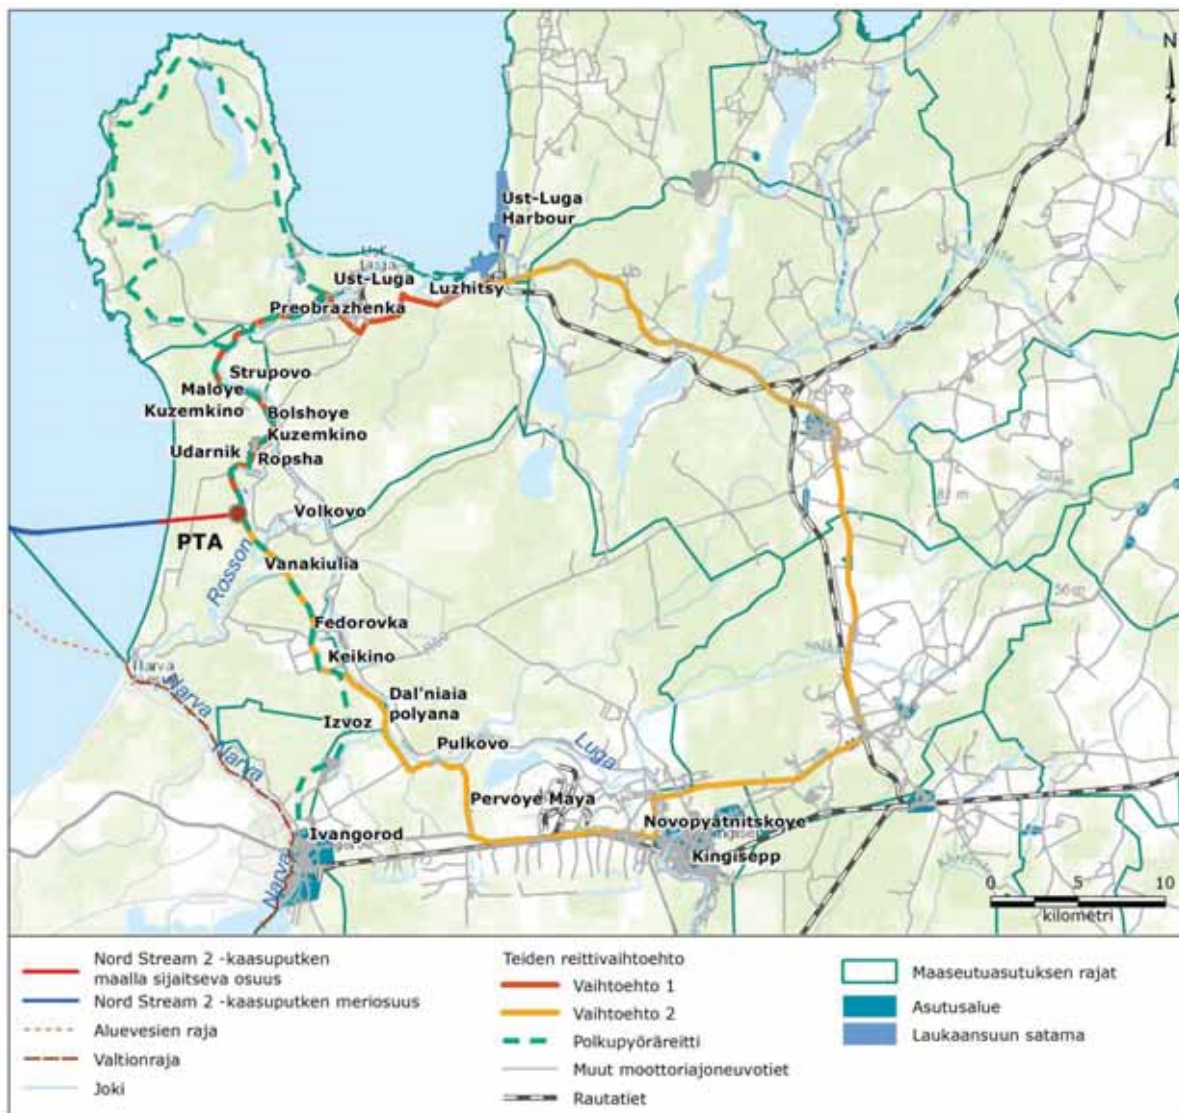 N
Ust-Luga
Harbour
Ust-Luga
Luzhitsy
Preobrazhenka
Strupovo
Maloye
Kuzemkino
Bolshoye
Kuzemkino
Udarnik
Ropsha
Volkovo
PTA
Rosson
Vanakiulia
Fedorovka
Keikino
Narva
Narva
Narva
Dal'niaia
polyana
Izvoz
Pulkovo
Luga
56 m
Pervoye Maya
Novopyatnitskoye
Kingisepp
Ivangorod
Narva
0 5 10
kilometri
Nord Stream 2 -kaasuputken
maalla sijaitseva osuus
Nord Stream 2 -kaasuputken meriosuus
Aluevesien raja
Valtionraja
Joki
Teiden reittivaihtoehto
Vaihtoehto 1
Vaihtoehto 2
Polkupyöräreitti
Muut moottoriajoneuvotiet
Rautatiet
Maaseutuasutuksen rajat
Asutusalue
Laukaansuun satama